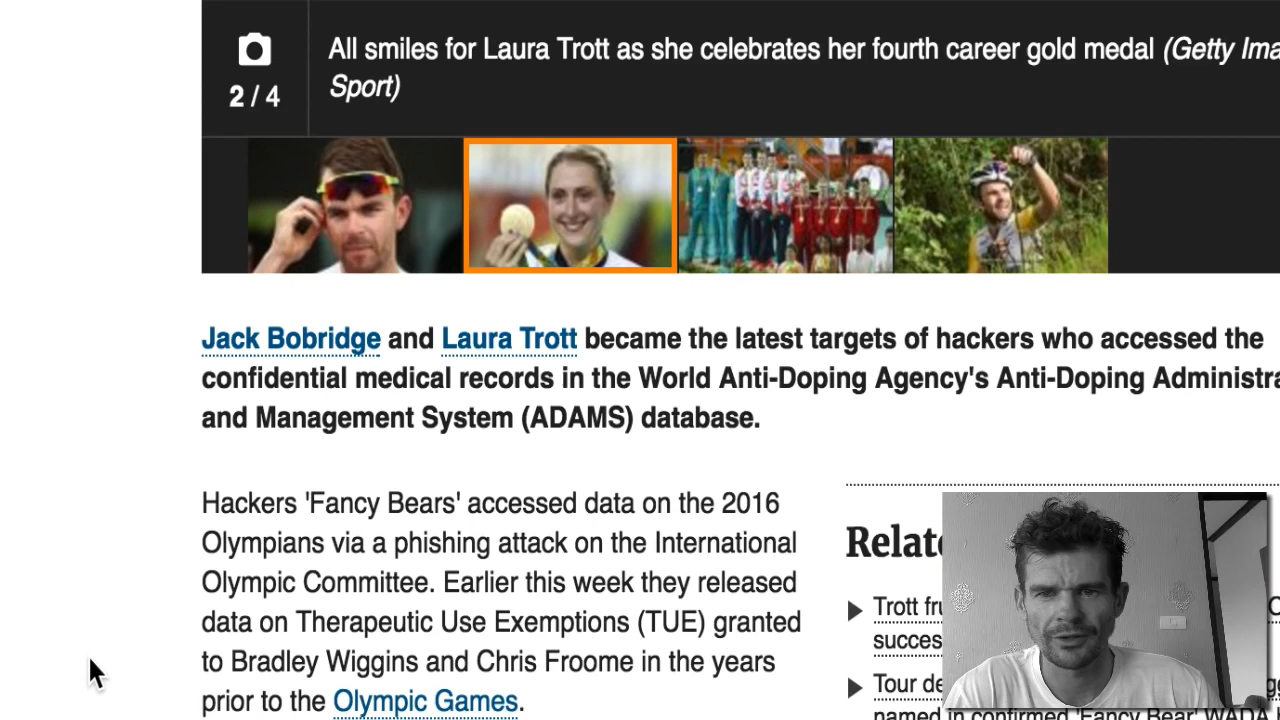 All smiles for Laura Trott as she celebrates her fourth career gold medal (Getty
2 / 4
Sport)
Jack Bobridge and Laura Trott became the latest targets of hackers who accessed the
confidential medical records in the World Anti-Doping Agency's Anti-Doping
and Management System (ADAMS) database.
Hackers 'Fancy Bears' accessed data on the 2016
Olympians via a phishing attack on the International
Olympic Committee. Earlier this week they released
data on Therapeutic Use Exemptions (TUE) granted
to Bradley Wiggins and Chris Froome in the years
prior to the Olympic Games.
Trott
Tour de
named in confirmed 'Fancy Bear' WADA